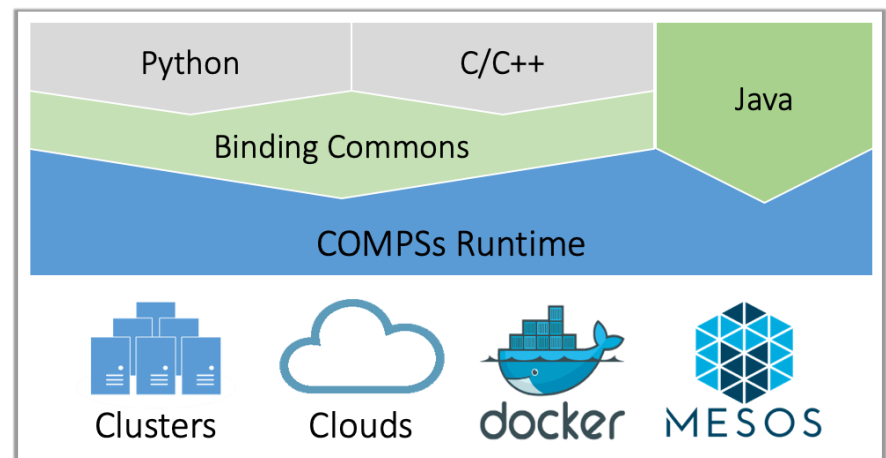 Python
C/C++
Java
Binding Commons
COMPSs Runtime
Clusters
Clouds
docker
MESOS